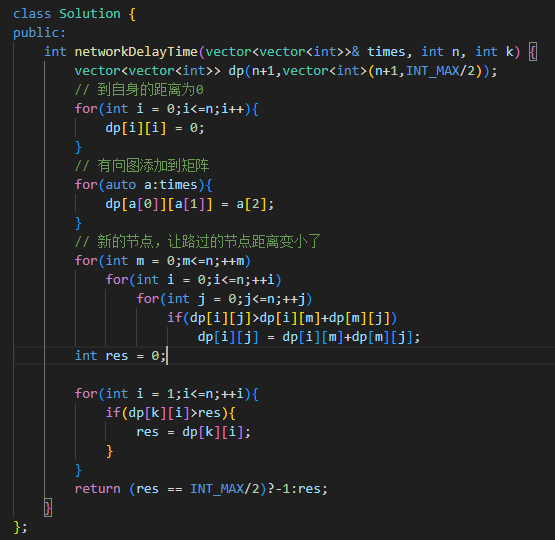 class Solution {
public:
    int networkDelayTime(vector<vector<int>>& times, int n, int k) {
        vector<vector<int>> dp(n+1,vector<int>(n+1,INT_MAX/2));
        // 到自身的距离为0
        for(int i = 0;i<=n;i++){
            dp[i][i] = 0;
        }
        // 有向图添加到矩阵
        for(auto a:times){
            dp[a[0]][a[1]] = a[2];
        }
        // 新的节点，让路过的节点距离变小了
        for(int m = 0;m<=n;++m)
            for(int i = 0;i<=n;++i)
                for(int j = 0;j<=n;++j)
                    if(dp[i][j]>dp[i][m]+dp[m][j])
                        dp[i][j] = dp[i][m]+dp[m][j];
        int res = 0;
        for(int i = 1;i<=n;++i){
            if(dp[k][i]>res){
                res = dp[k][i];
            }
        }
        return (res == INT_MAX/2)?-1:res;
    }
};